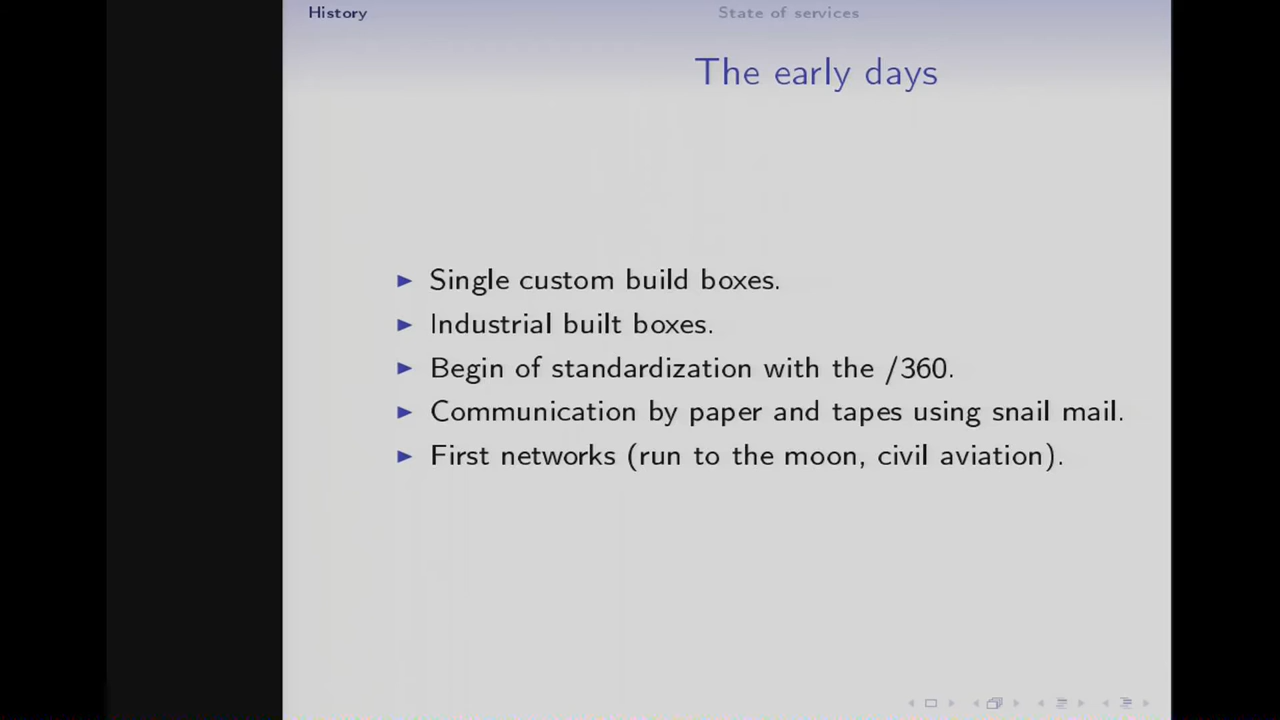 History State of services
The early days
Single custom build boxes.
Industrial built boxes.
Begin of standardization with the /360.
Communication by paper and tapes using snail mail.
First networks (run to the moon, civil aviation).